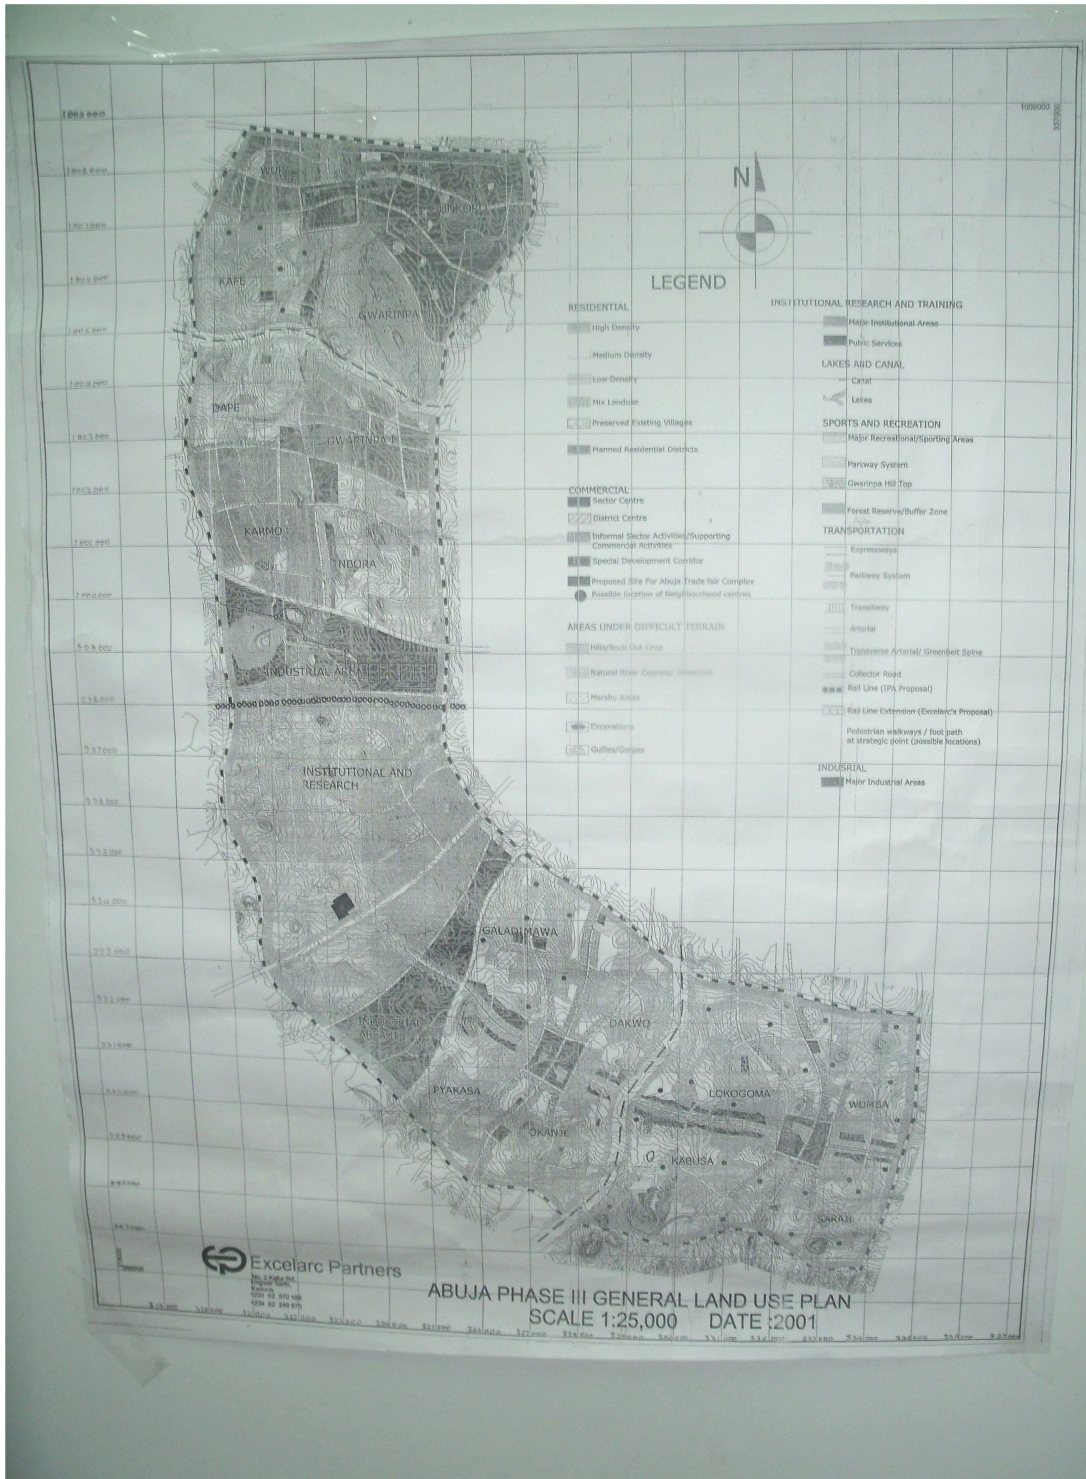 1006000
337000
N
LEGEND
RESIDENTIAL
High Density
Medium Density
Low Density
Mix Landuse
Preserved Existing Villages
Planned Residential Districts
COMMERCIAL
Sector Centre
District Centre
Informal Sector Activities/Supporting
Commercial Activities
Special Development Corridor
Proposed Site For Abuja Trade fair Complex
Possible location of Neighbourhood centres
AREAS UNDER DIFFICULT TERRAIN
Hills/Rock Out Crop
Natural River Courses/ Greenbelt
Marshy Areas
Excavations
Gullies/Gorges
INSTITUTIONAL RESEARCH AND TRAINING
Major Institutional Areas
Public Services
LAKES AND CANAL
Canal
Lakes
SPORTS AND RECREATION
Major Recreational/Sporting Areas
Parkway System
Gwarinpa Hill Top
Forest Reserve/Buffer Zone
TRANSPORTATION
Expressways
Parkway System
Transitway
Arterial
Transverse Arterial/ Greenbelt Spine
Collector Road
Rail Line (IPA Proposal)
Rail Line Extension (Excelarc's Proposal)
Pedestrian walkways / foot path
at strategic point (possible locations)
INDUSRIAL
Major Industrial Areas
KAFE
GWARINPA
DAPE
GWARINPA I
KARMO
NBORA
INDUSTRIAL AREA
INSTITUTIONAL AND
RESEARCH
GALADIMAWA
DAKWO
PYAKASA
LOKOGOMA
WUMBA
OKANJE
KABUSA
SARAJI
Excelarc Partners
ABUJA PHASE III GENERAL LAND USE PLAN
SCALE 1:25,000 DATE :2001